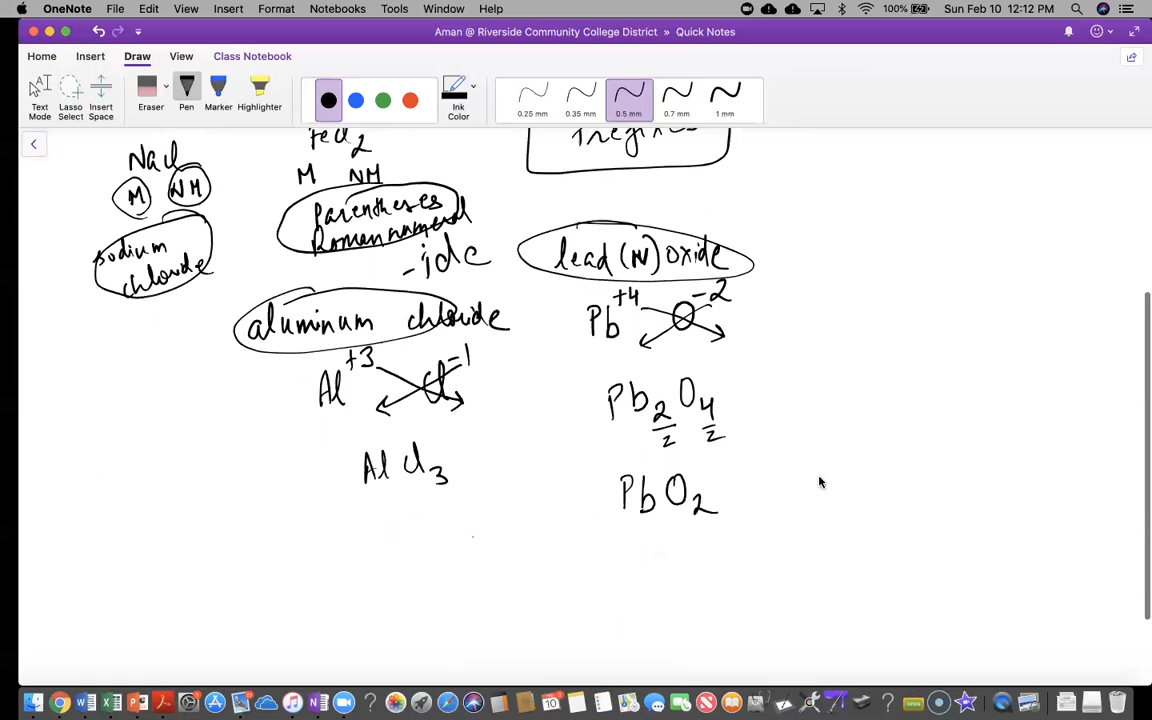 OneNote File Edit View Insert Format Notebooks Tools Window Help 100% Sun Feb 10 12:12 PM
Aman @ Riverside Community College District » Quick Notes
Home Insert Draw View Class Notebook
Text Mode
Lasso Select
Insert Space
Eraser
Pen
Marker
Highlighter
Ink Color
0.25 mm
0.35 mm
0.5 mm
0.7 mm
1 mm
NaCl
M NH
sodium
chloride
FeCl2
M NM
parentheses
Roman numeral
-ide
aluminum chloride
Al+3 Cl-1
AlCl3
lead (IV) oxide
Pb+4 O-2
Pb2O4
2 2
PbO2
10
OPEN